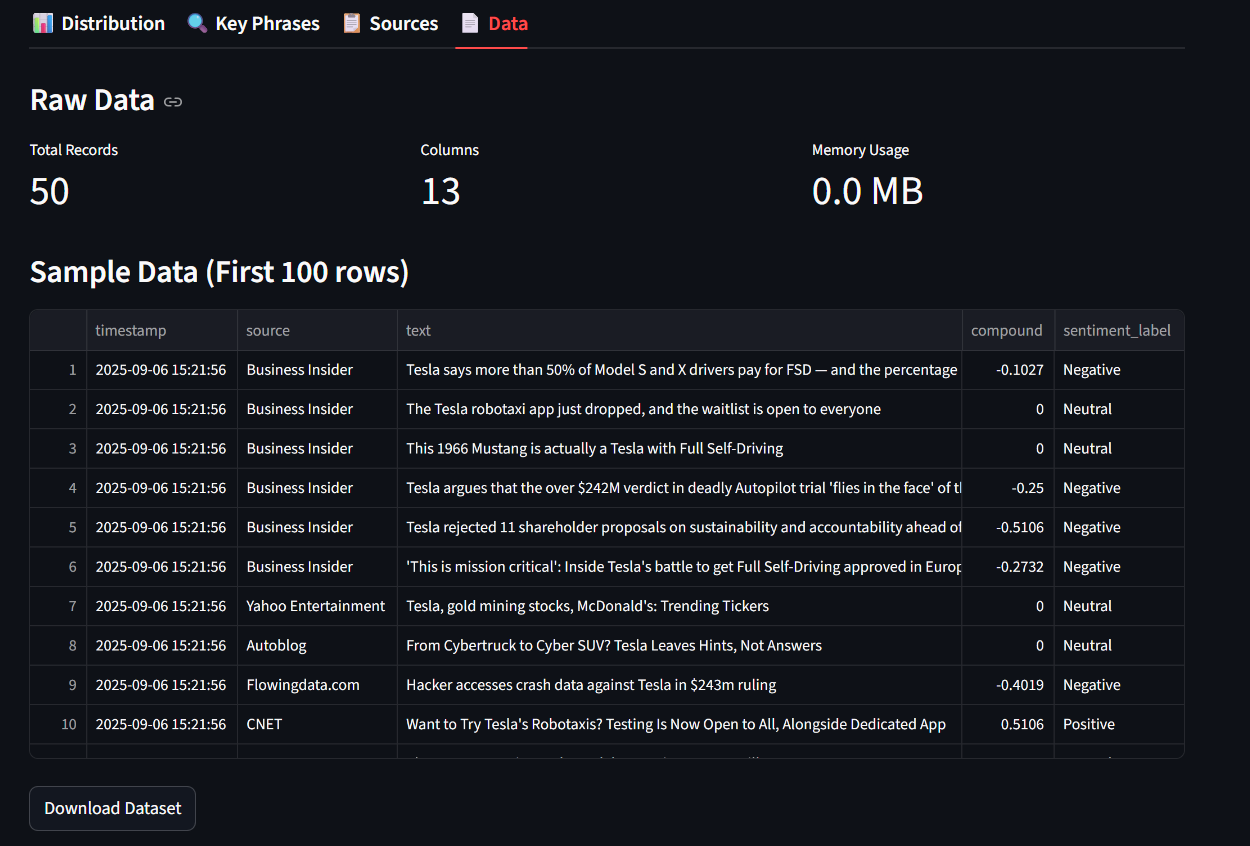 Distribution Key Phrases Sources Data
Raw Data
Total Records Columns Memory Usage
50 13 0.0 MB
Sample Data (First 100 rows)
timestamp source text compound sentiment_label
1 2025-09-06 15:21:56 Business Insider Tesla says more than 50% of Model S and X drivers pay for FSD — and the percentage -0.1027 Negative
2 2025-09-06 15:21:56 Business Insider The Tesla robotaxi app just dropped, and the waitlist is open to everyone 0 Neutral
3 2025-09-06 15:21:56 Business Insider This 1966 Mustang is actually a Tesla with Full Self-Driving 0 Neutral
4 2025-09-06 15:21:56 Business Insider Tesla argues that the over $242M verdict in deadly Autopilot trial 'flies in the face' of -0.25 Negative
5 2025-09-06 15:21:56 Business Insider Tesla rejected 11 shareholder proposals on sustainability and accountability ahead of -0.5106 Negative
6 2025-09-06 15:21:56 Business Insider 'This is mission critical': Inside Tesla's battle to get Full Self-Driving approved in Europ -0.2732 Negative
7 2025-09-06 15:21:56 Yahoo Entertainment Tesla, gold mining stocks, McDonald's: Trending Tickers 0 Neutral
8 2025-09-06 15:21:56 Autoblog From Cybertruck to Cyber SUV? Tesla Leaves Hints, Not Answers 0 Neutral
9 2025-09-06 15:21:56 Flowingdata.com Hacker accesses crash data against Tesla in $243m ruling -0.4019 Negative
10 2025-09-06 15:21:56 CNET Want to Try Tesla's Robotaxis? Testing Is Now Open to All, Alongside Dedicated App 0.5106 Positive
Download Dataset